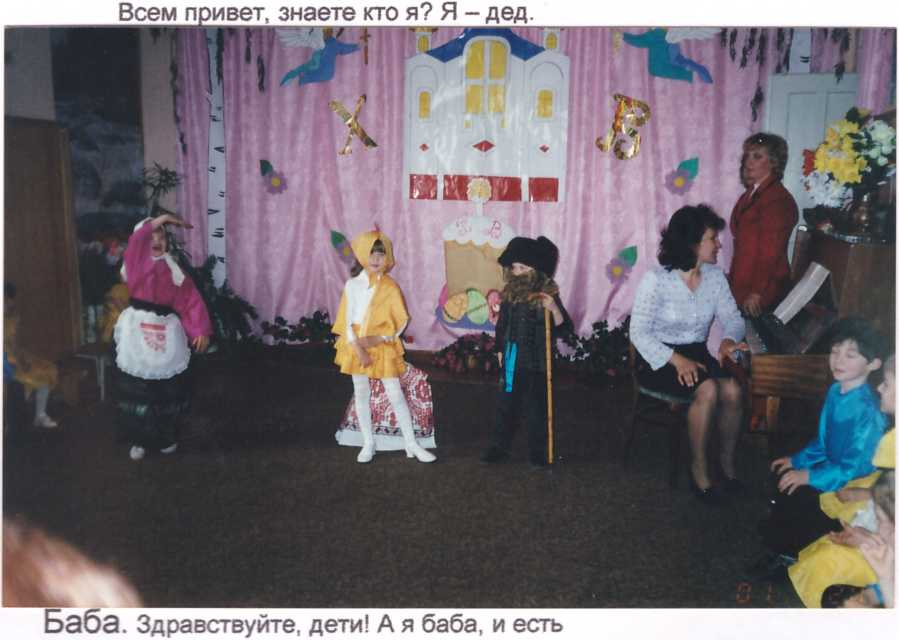 Всем привет, знаете кто я? Я – дед.
Х В
Баба. Здравствуйте, дети! А я баба, и есть